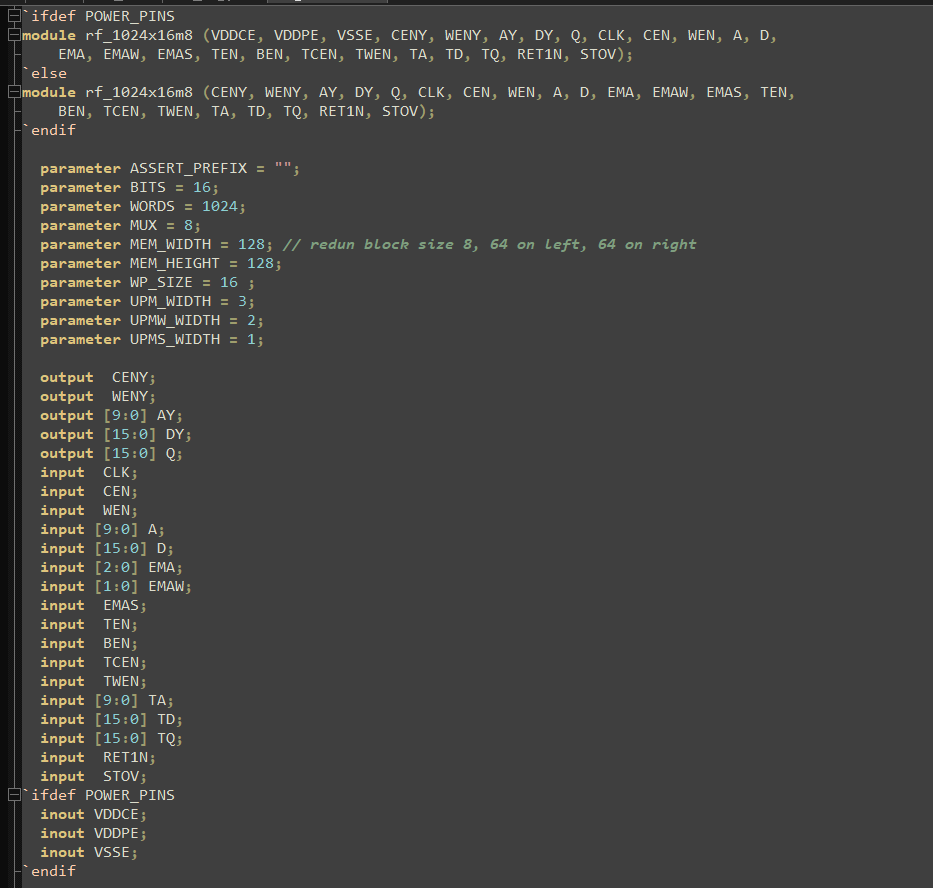 `ifdef POWER_PINS
module rf_1024x16m8 (VDDCE, VDDPE, VSSE, CENY, WENY, AY, DY, Q, CLK, CEN, WEN, A, D,
EMA, EMAW, EMAS, TEN, BEN, TCEN, TWEN, TA, TD, TQ, RET1N, STOV);
`else
module rf_1024x16m8 (CENY, WENY, AY, DY, Q, CLK, CEN, WEN, A, D, EMA, EMAW, EMAS, TEN,
BEN, TCEN, TWEN, TA, TD, TQ, RET1N, STOV);
`endif
parameter ASSERT_PREFIX = "";
parameter BITS = 16;
parameter WORDS = 1024;
parameter MUX = 8;
parameter MEM_WIDTH = 128; // redun block size 8, 64 on left, 64 on right
parameter MEM_HEIGHT = 128;
parameter WP_SIZE = 16 ;
parameter UPM_WIDTH = 3;
parameter UPMW_WIDTH = 2;
parameter UPMS_WIDTH = 1;
output  CENY;
output  WENY;
output [9:0] AY;
output [15:0] DY;
output [15:0] Q;
input  CLK;
input  CEN;
input  WEN;
input [9:0] A;
input [15:0] D;
input [2:0] EMA;
input [1:0] EMAW;
input  EMAS;
input  TEN;
input  BEN;
input  TCEN;
input  TWEN;
input [9:0] TA;
input [15:0] TD;
input [15:0] TQ;
input  RET1N;
input  STOV;
`ifdef POWER_PINS
inout VDDCE;
inout VDDPE;
inout VSSE;
`endif